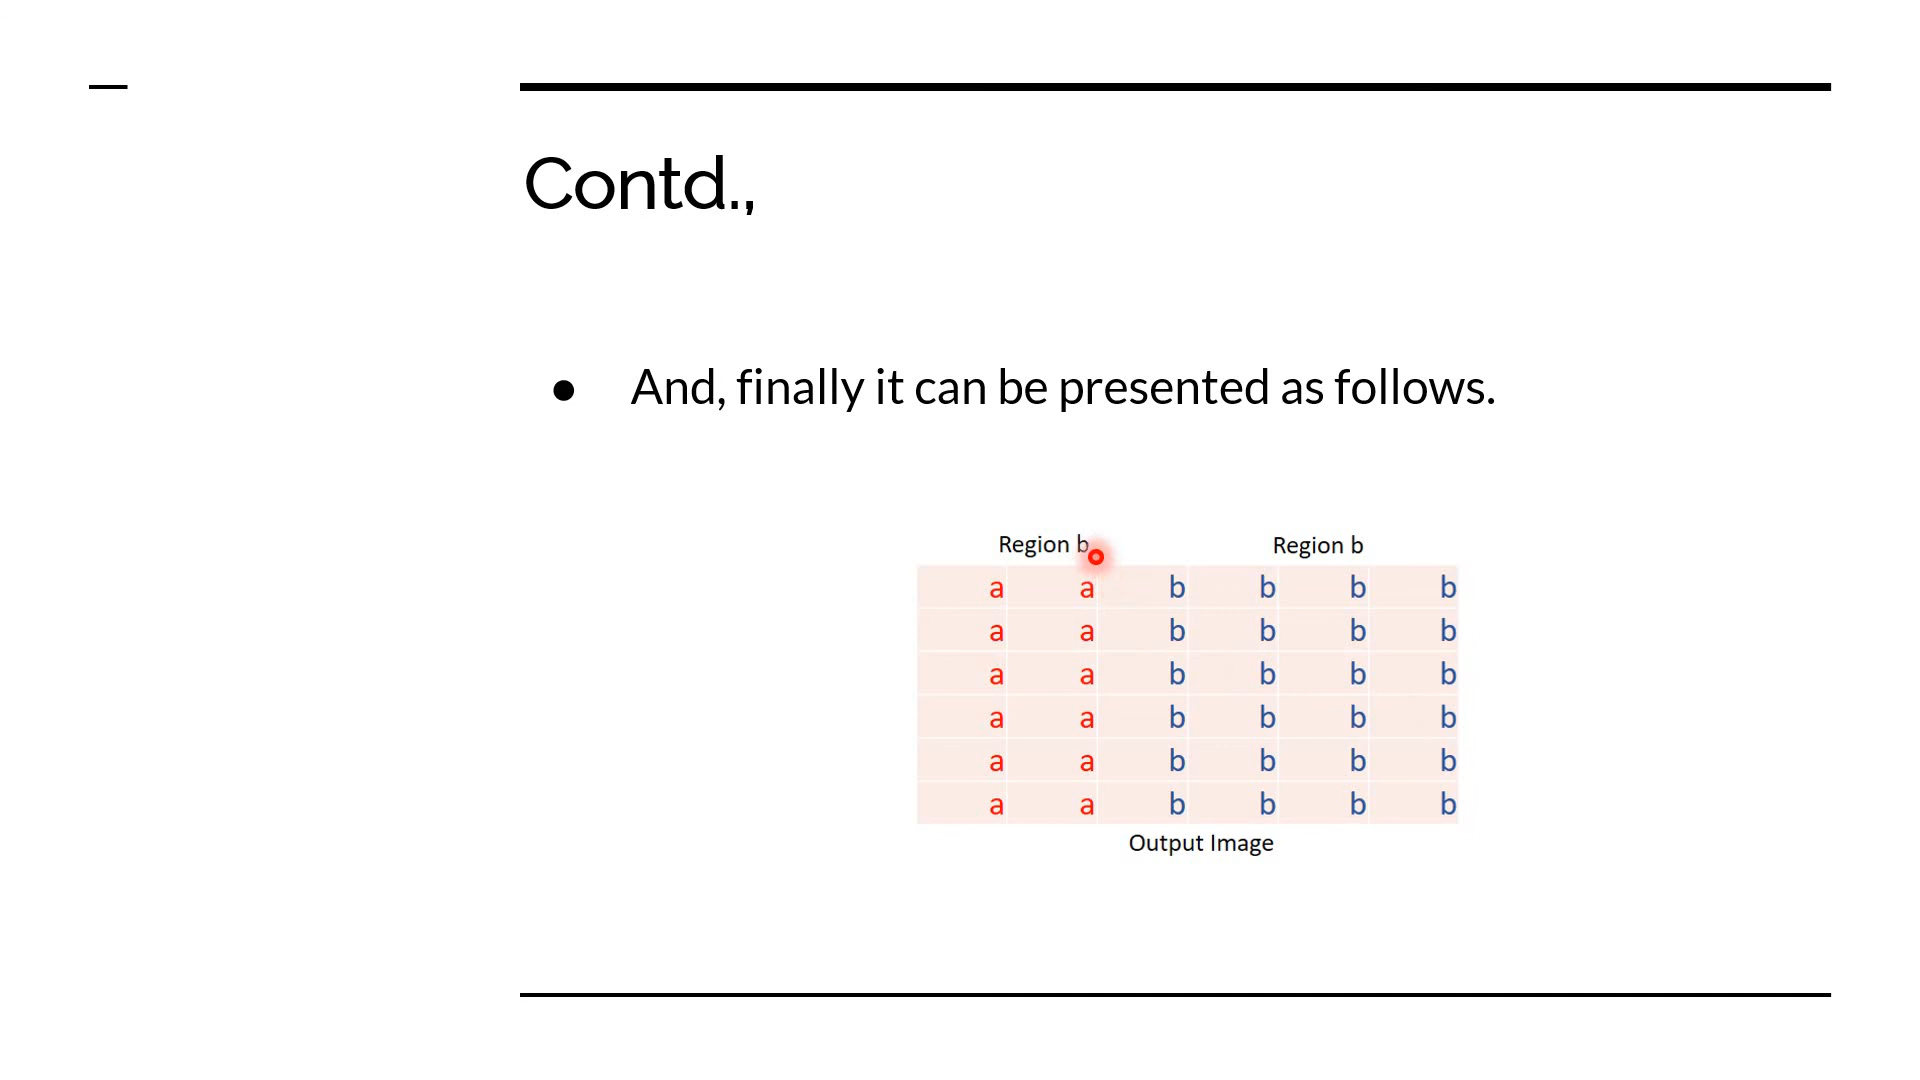 Contd.,
● And, finally it can be presented as follows.
Region b Region b
a a b b b b
a a b b b b
a a b b b b
a a b b b b
a a b b b b
a a b b b b
Output Image